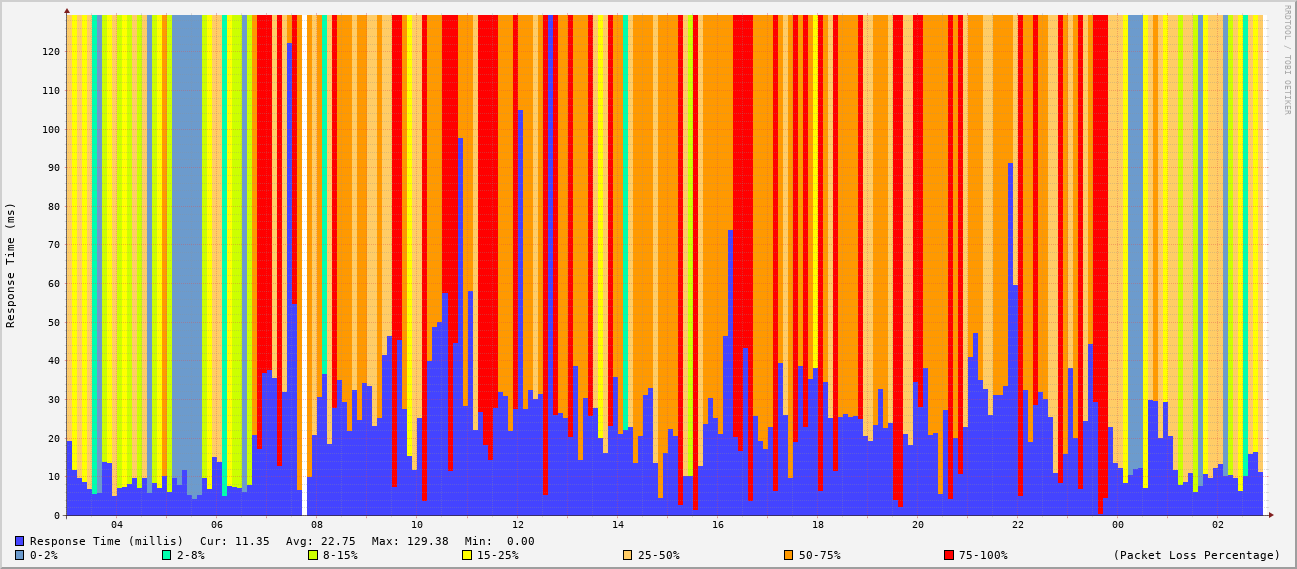 RRDTOOL / TOBI OETIKER
Response Time (ms)
120
110
100
90
80
70
60
50
40
30
20
10
0
04 06 08 10 12 14 16 18 20 22 00 02
Response Time (millis) Cur: 11.35 Avg: 22.75 Max: 129.38 Min: 0.00
0-2% 2-8% 8-15% 15-25% 25-50% 50-75% 75-100% (Packet Loss Percentage)